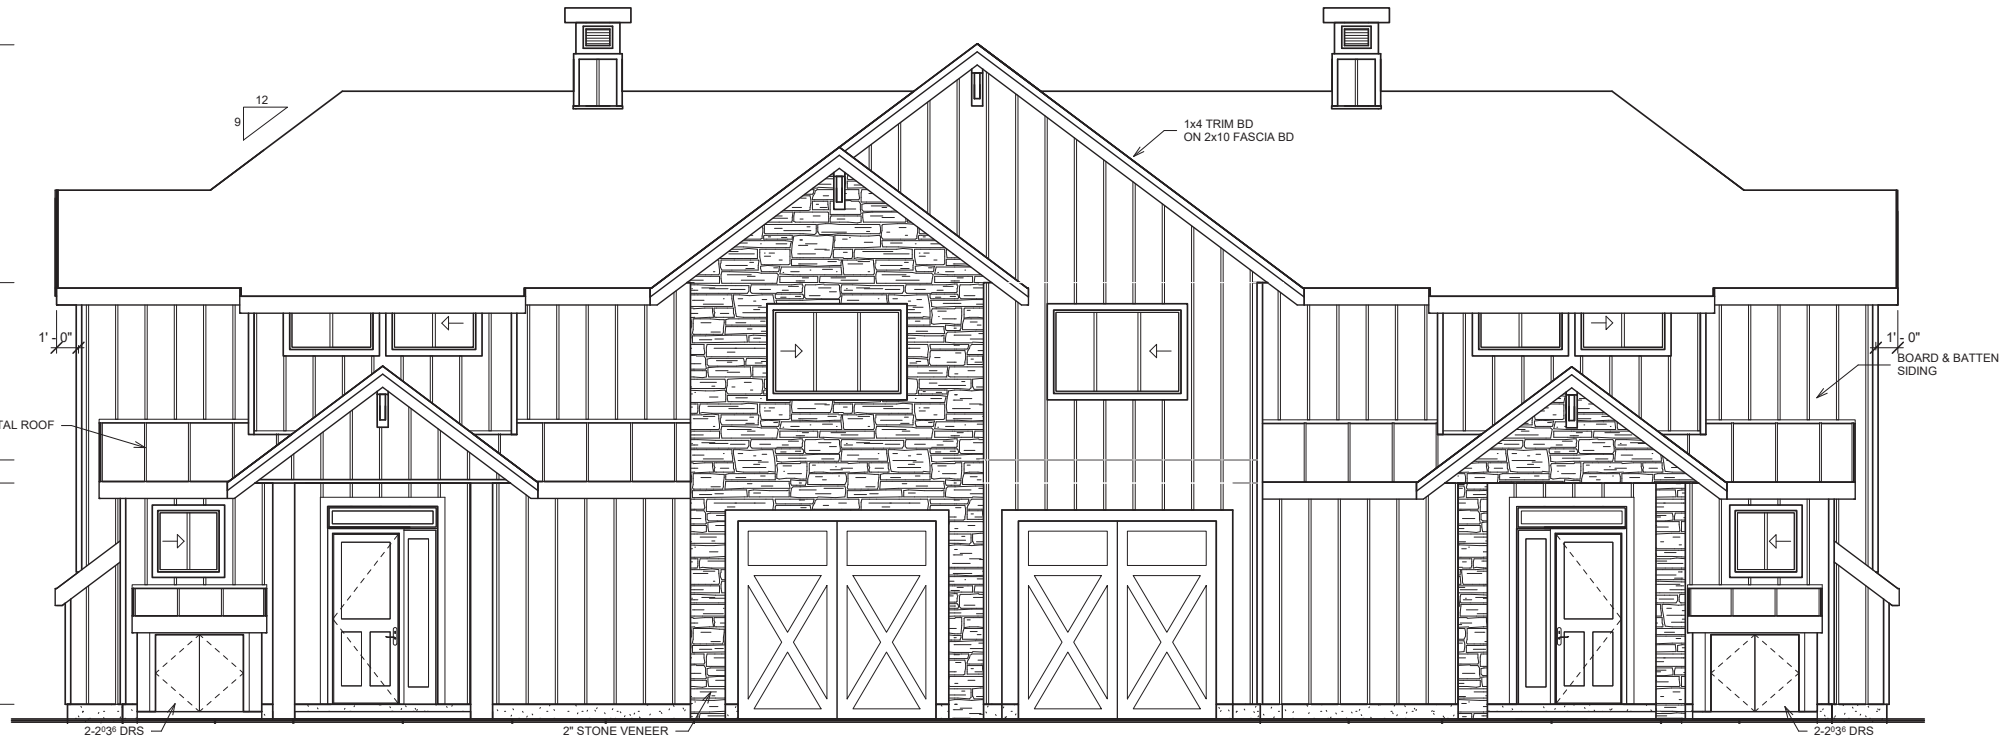 12
9
1x4 TRIM BD
ON 2x10 FASCIA BD
1' - 0"
1' - 0"
BOARD & BATTEN
SIDING
TAL ROOF
2-2⁰3⁶ DRS
2" STONE VENEER
2-2⁰3⁶ DRS